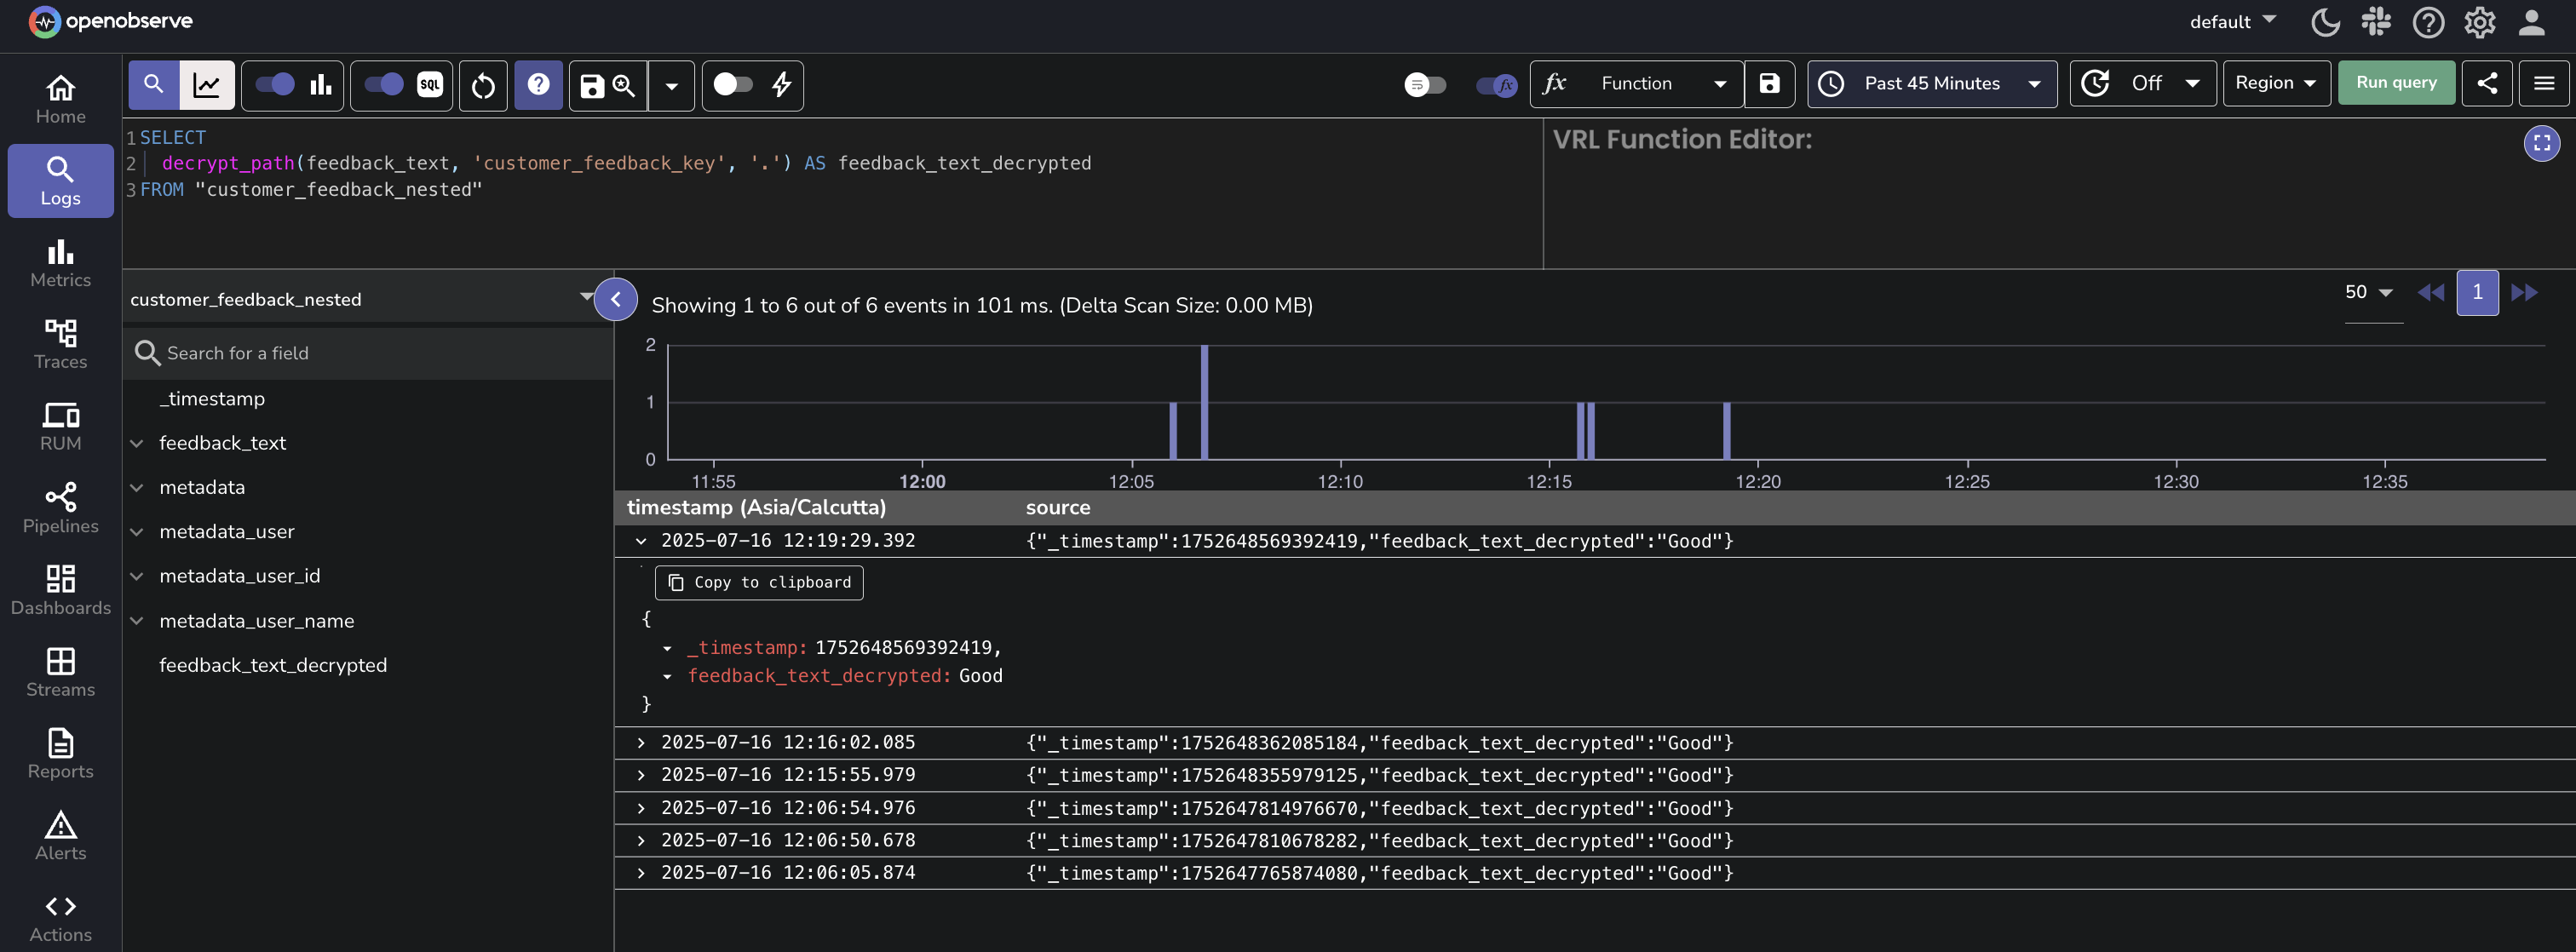 openobserve
default
Home
Logs
Metrics
Traces
RUM
Pipelines
Dashboards
Streams
Reports
Alerts
Actions
SQL
fx
fx Function
Past 45 Minutes
Off
Region
Run query
1 SELECT
2 decrypt_path(feedback_text, 'customer_feedback_key', '.') AS feedback_text_decrypted
3 FROM "customer_feedback_nested"
VRL Function Editor:
customer_feedback_nested
Search for a field
_timestamp
feedback_text
metadata
metadata_user
metadata_user_id
metadata_user_name
feedback_text_decrypted
Showing 1 to 6 out of 6 events in 101 ms. (Delta Scan Size: 0.00 MB)
50
1
2
1
0
11:55 12:00 12:05 12:10 12:15 12:20 12:25 12:30 12:35
timestamp (Asia/Calcutta) source
2025-07-16 12:19:29.392 {"_timestamp":1752648569392419,"feedback_text_decrypted":"Good"}
Copy to clipboard
{
_timestamp: 1752648569392419,
feedback_text_decrypted: Good
}
2025-07-16 12:16:02.085 {"_timestamp":1752648362085184,"feedback_text_decrypted":"Good"}
2025-07-16 12:15:55.979 {"_timestamp":1752648355979125,"feedback_text_decrypted":"Good"}
2025-07-16 12:06:54.976 {"_timestamp":1752647814976670,"feedback_text_decrypted":"Good"}
2025-07-16 12:06:50.678 {"_timestamp":1752647810678282,"feedback_text_decrypted":"Good"}
2025-07-16 12:06:05.874 {"_timestamp":1752647765874080,"feedback_text_decrypted":"Good"}